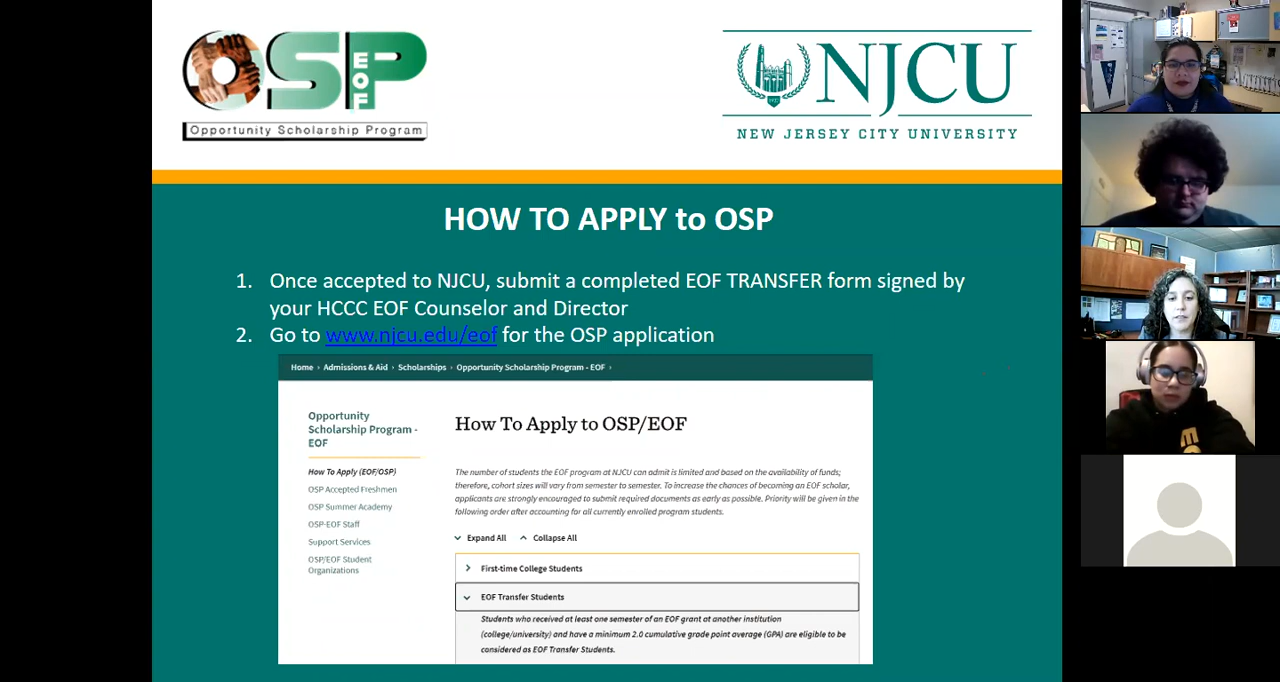 OSP
EOF
Opportunity Scholarship Program
NJCU
NEW JERSEY CITY UNIVERSITY
HOW TO APPLY to OSP
1. Once accepted to NJCU, submit a completed EOF TRANSFER form signed by
your HCCC EOF Counselor and Director
2. Go to www.njcu.edu/eof for the OSP application
Home › Admissions & Aid › Scholarships › Opportunity Scholarship Program - EOF ›
Opportunity
Scholarship Program -
EOF
How To Apply (EOF/OSP)
OSP Accepted Freshmen
OSP Summer Academy
OSP-EOF Staff
Support Services
OSP/EOF Student
Organizations
How To Apply to OSP/EOF
The number of students the EOF program at NJCU can admit is limited and based on the availability of funds;
therefore, cohort sizes will vary from semester to semester. To increase the chances of becoming an EOF scholar,
applicants are strongly encouraged to submit required documents as early as possible. Priority will be given in the
following order after accounting for all currently enrolled program students.
Expand All Collapse All
First-time College Students
EOF Transfer Students
Students who received at least one semester of an EOF grant at another institution
(college/university) and have a minimum 2.0 cumulative grade point average (GPA) are eligible to be
considered as EOF Transfer Students.